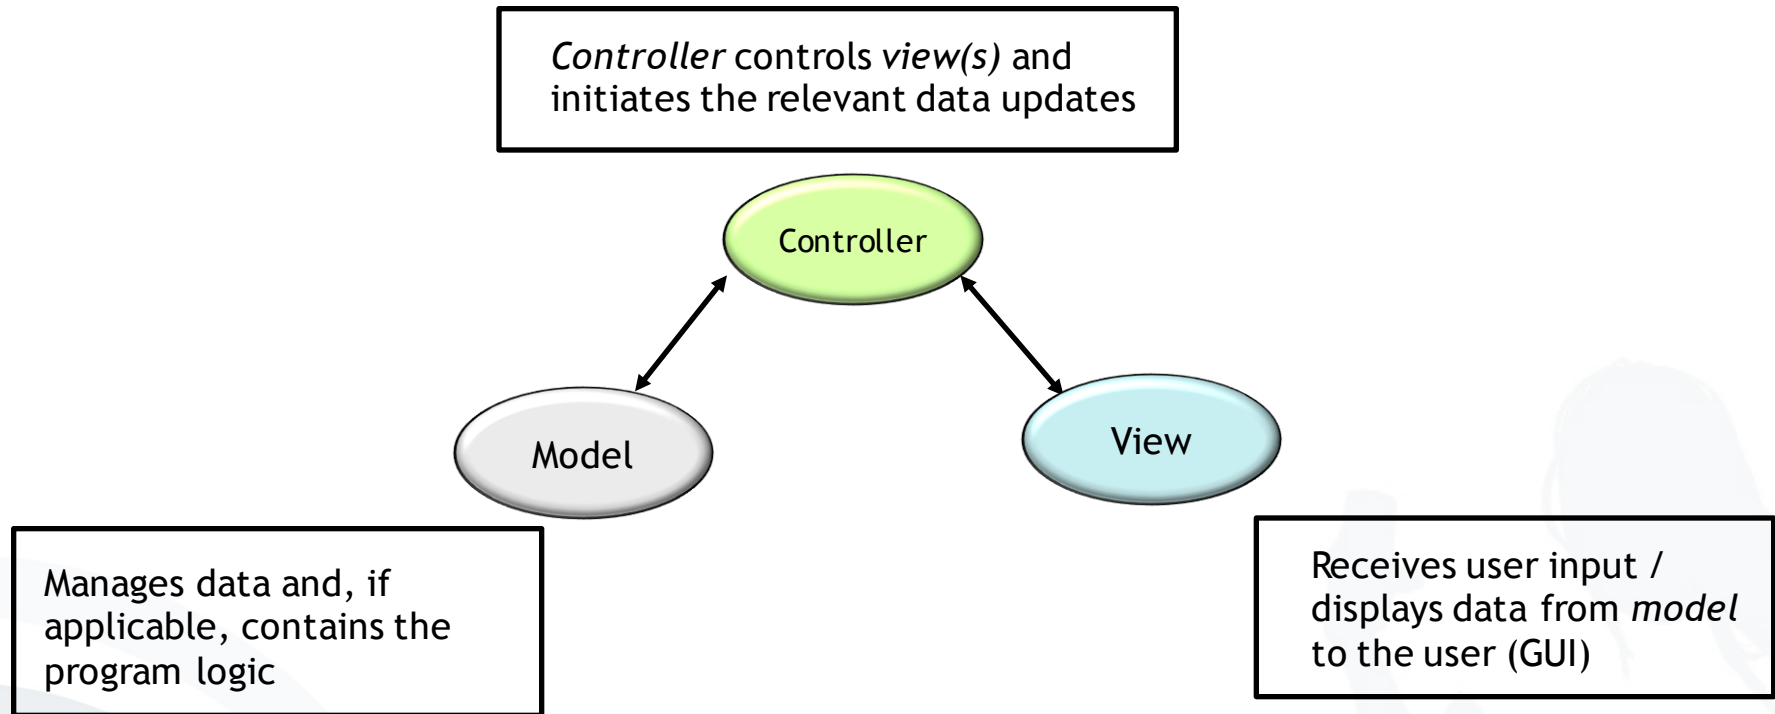 Controller controls view(s) and
initiates the relevant data updates
Controller
Model
View
Manages data and, if
applicable, contains the
program logic
Receives user input /
displays data from model
to the user (GUI)